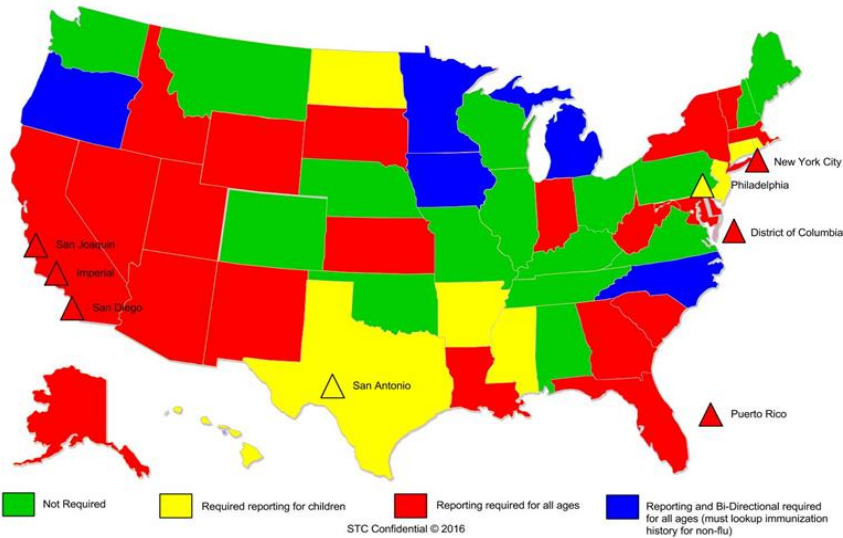 New York City
Philadelphia
District of Columbia
San Joaquin
Imperial
San Diego
San Antonio
Puerto Rico
Not Required
Required reporting for children
Reporting required for all ages
Reporting and Bi-Directional required
for all ages (must lookup immunization
history for non-flu)
STC Confidential © 2016